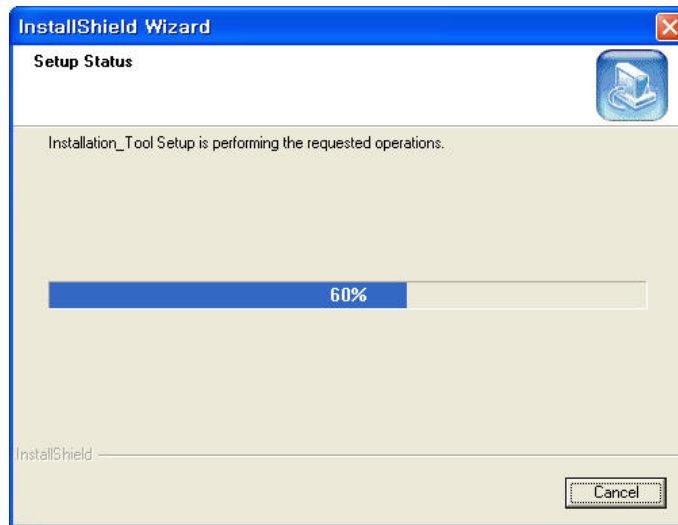 InstallShield Wizard
Setup Status
Installation_Tool Setup is performing the requested operations.
60%
InstallShield
Cancel